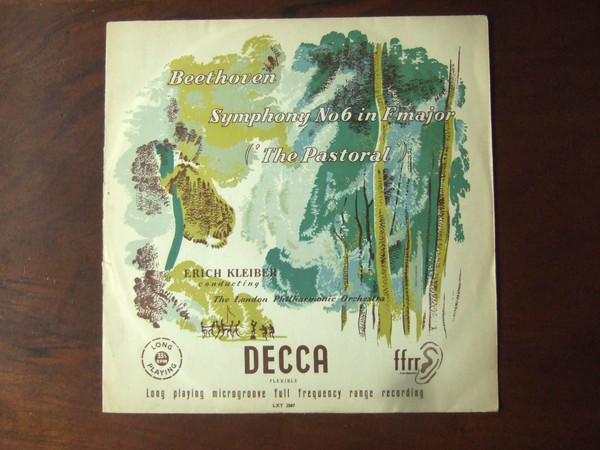 Beethoven
Symphony No6 in F major
('The Pastoral')
ERICH KLEIBER
conducting
The London Philharmonic Orchestra
LONG
33⅓
RPM
PLAYING
DECCA
ffrr
FLEXIBLE
Long playing microgroove full frequency range recording
LXT 2587